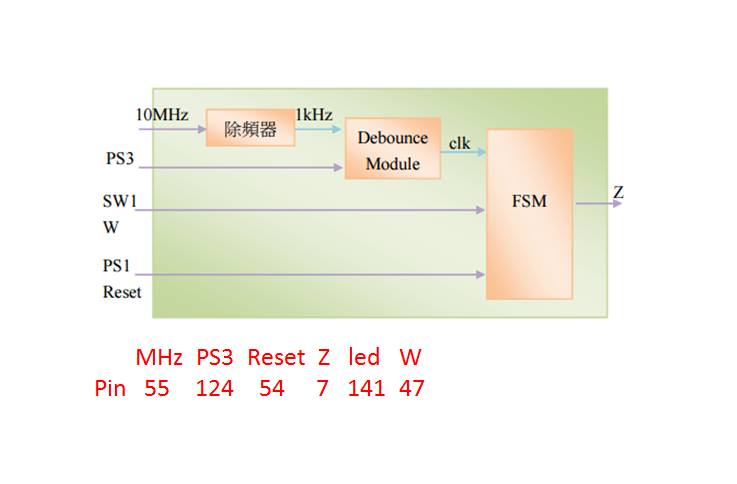 10MHz 除頻器 1kHz
Debounce
Module
clk
PS3
SW1
W
FSM
Z
PS1
Reset
MHz PS3 Reset Z led W
Pin 55 124 54 7 141 47